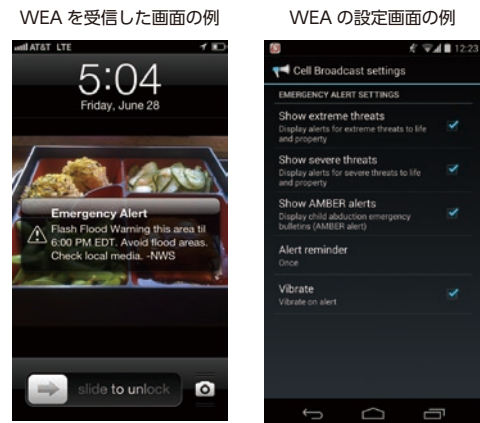 WEA を受信した画面の例
AT&T LTE
5:04
Friday, June 28
Emergency Alert
Flash Flood Warning this area til
6:00 PM EDT. Avoid flood areas.
Check local media. -NWS
slide to unlock
WEA の設定画面の例
12:23
Cell Broadcast settings
EMERGENCY ALERT SETTINGS
Show extreme threats
Display alerts for extreme threats to life
and property
Show severe threats
Display alerts for severe threats to life
and property
Show AMBER alerts
Display child abduction emergency
bulletins (AMBER alert)
Alert reminder
Once
Vibrate
Vibrate on alert